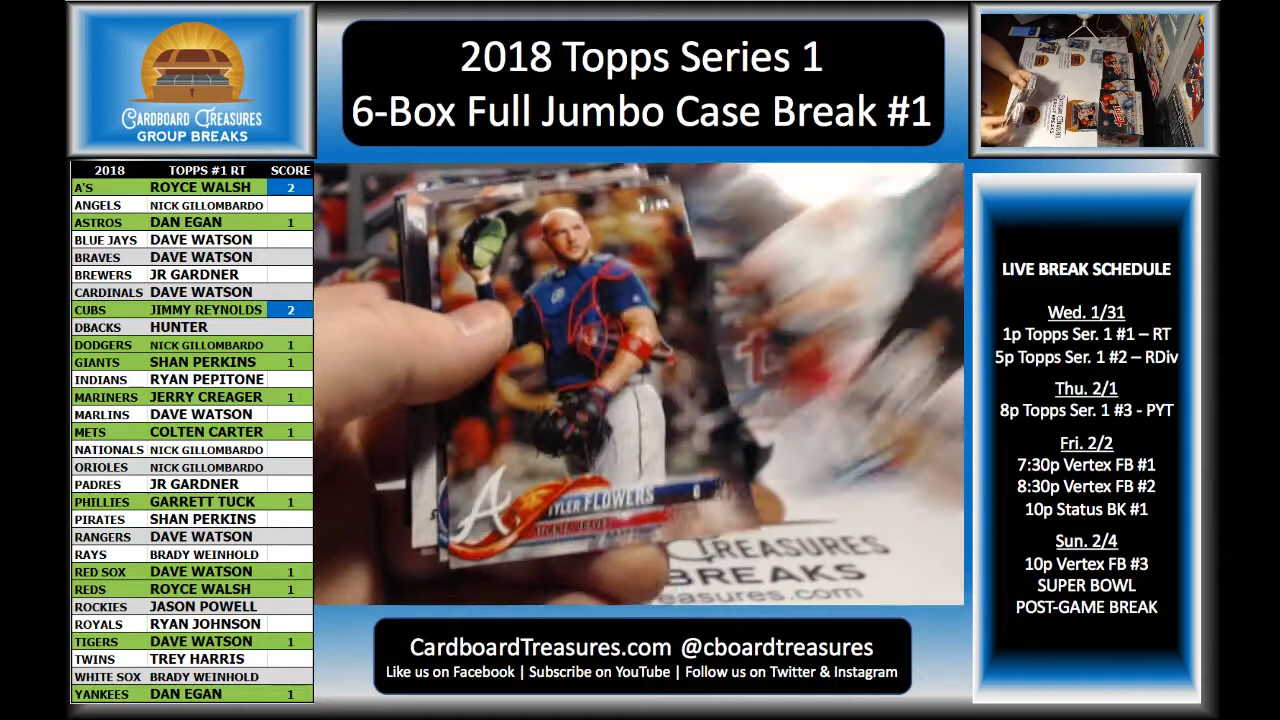 CARDBOARD TREASURES
GROUP BREAKS
2018 Topps Series 1
6-Box Full Jumbo Case Break #1
2018 TOPPS #1 RT SCORE
A'S ROYCE WALSH 2
ANGELS NICK GILLOMBARDO
ASTROS DAN EGAN 1
BLUE JAYS DAVE WATSON
BRAVES DAVE WATSON
BREWERS JR GARDNER
CARDINALS DAVE WATSON
CUBS JIMMY REYNOLDS 2
DBACKS HUNTER
DODGERS NICK GILLOMBARDO 1
GIANTS SHAN PERKINS 1
INDIANS RYAN PEPITONE
MARINERS JERRY CREAGER 1
MARLINS DAVE WATSON
METS COLTEN CARTER 1
NATIONALS NICK GILLOMBARDO
ORIOLES NICK GILLOMBARDO
PADRES JR GARDNER
PHILLIES GARRETT TUCK 1
PIRATES SHAN PERKINS
RANGERS DAVE WATSON
RAYS BRADY WEINHOLD
RED SOX DAVE WATSON 1
REDS ROYCE WALSH 1
ROCKIES JASON POWELL
ROYALS RYAN JOHNSON
TIGERS DAVE WATSON 1
TWINS TREY HARRIS
WHITE SOX BRADY WEINHOLD
YANKEES DAN EGAN 1
A
TYLER FLOWERS
TREASURES
BREAKS
reasures.com
LIVE BREAK SCHEDULE
Wed. 1/31
1p Topps Ser. 1 #1 – RT
5p Topps Ser. 1 #2 – RDiv
Thu. 2/1
8p Topps Ser. 1 #3 - PYT
Fri. 2/2
7:30p Vertex FB #1
8:30p Vertex FB #2
10p Status BK #1
Sun. 2/4
10p Vertex FB #3
SUPER BOWL
POST-GAME BREAK
CardboardTreasures.com @cboardtreasures
Like us on Facebook | Subscribe on YouTube | Follow us on Twitter & Instagram